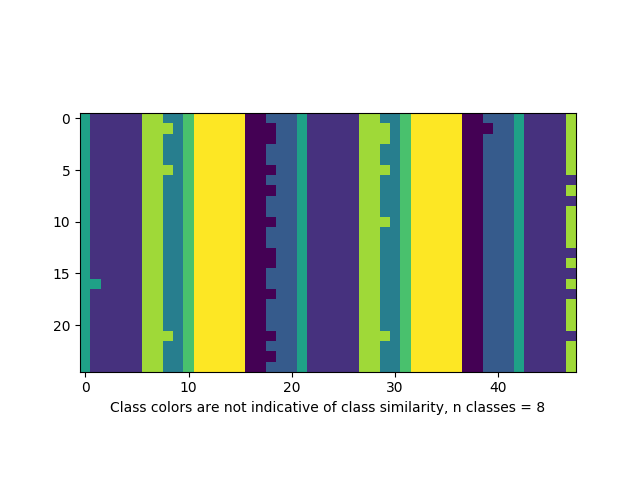 0
5
10
15
20
0 10 20 30 40
Class colors are not indicative of class similarity, n classes = 8